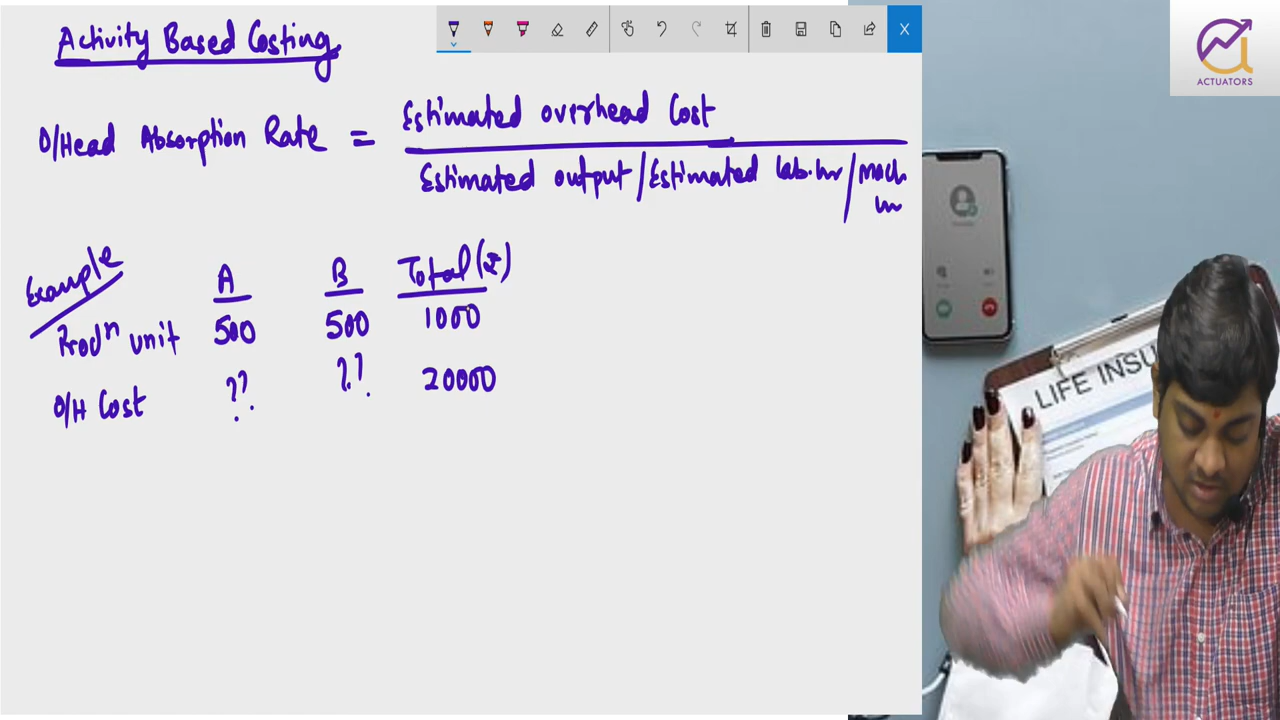 Activity Based Costing
O/Head Absorption Rate = Estimated overhead Cost
Estimated output/Estimated lab.hr/mach.
hr
Example
A B Total(₹)
Prodⁿ unit 500 500 1000
O/H Cost ?? ?? 20000
ACTUATORS
LIFE INSU